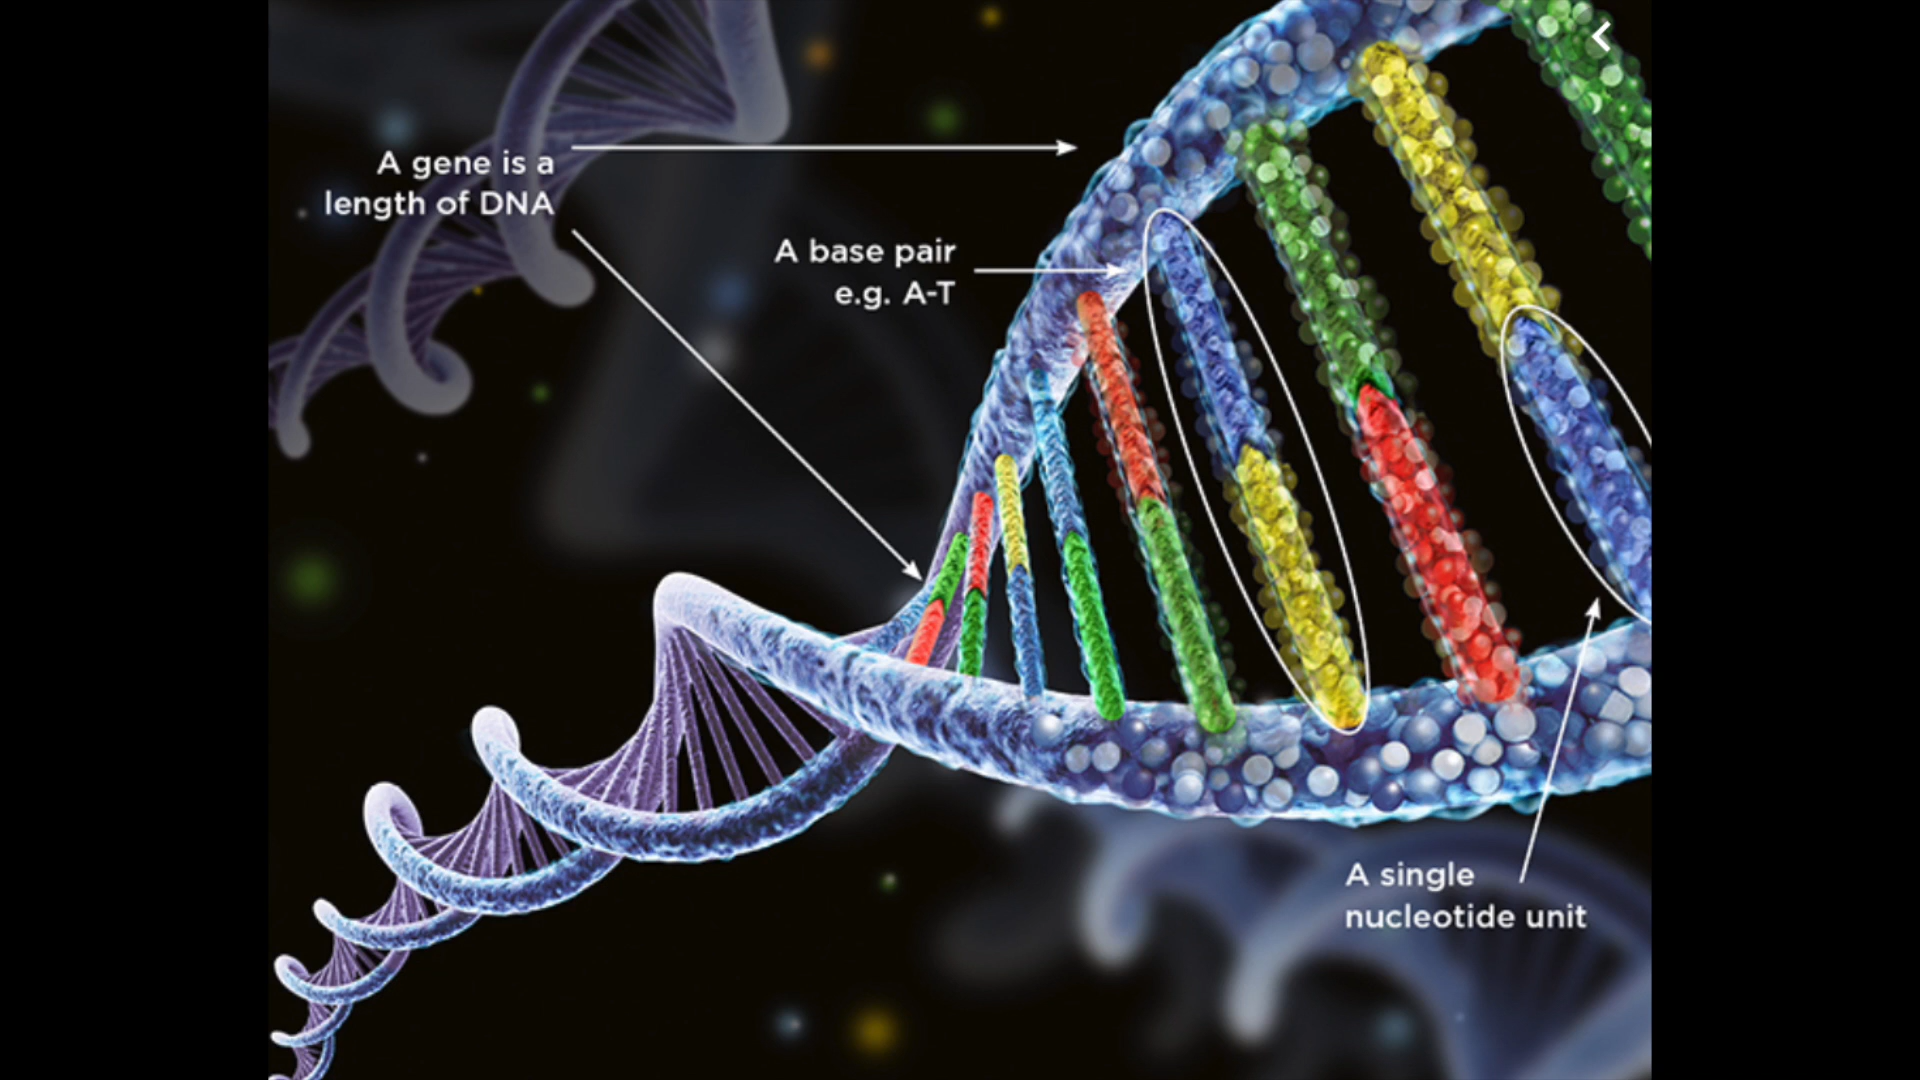 A gene is a
length of DNA
A base pair
e.g. A-T
A single
nucleotide unit